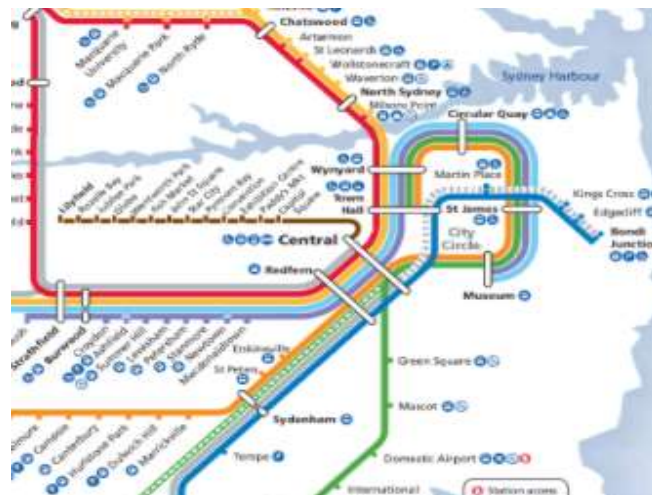 Chatswood
Artarmon
St Leonards
Wollstonecraft
Waverton
North Sydney
Milsons Point
Macquarie
University
Macquarie Park
North Ryde
Sydney Harbour
Circular Quay
Wynyard
Martin Place
Town
Hall
St James
City
Circle
Kings Cross
Edgecliff
Bondi
Junction
Museum
Lilyfield
Rozelle Bay
Jubilee Park
Glebe
Wentworth Park
Fish Market
John St Square
Star City
Pyrmont Bay
Convention
Exhibition Centre
Paddy's Mkt
Capitol
Square
Central
Redfern
Strathfield
Burwood
Croydon
Ashfield
Summer Hill
Lewisham
Petersham
Stanmore
Newtown
Macdonaldtown
Erskineville
St Peters
Sydenham
Tempe
Canterbury
Hurlstone Park
Dulwich Hill
Marrickville
Green Square
Mascot
Domestic Airport
International
Station access